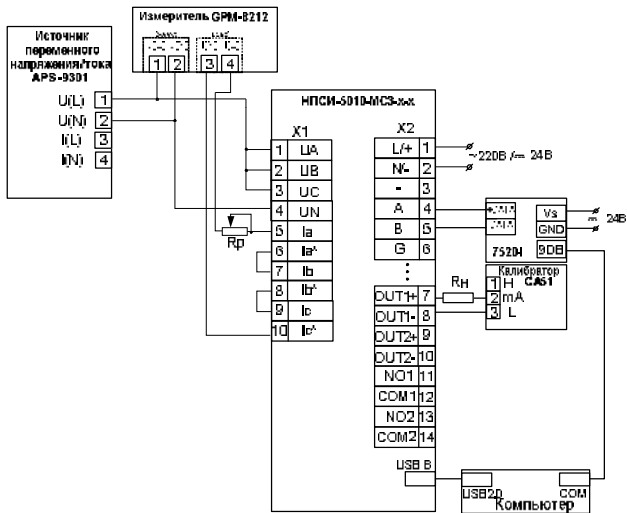 Измеритель GPM-8212
1 2 3 4
Источник
переменного
напряжения/тока
APS-9301
U(L) 1
U(N) 2
I(L) 3
I(N) 4
НПСИ-5010-МС3-х-х
X1
1 UA
2 UB
3 UC
4 UN
5 Ia
6 Ia*
7 Ib
8 Ib*
9 Ic
10 Ic*
Rp
X2
L/+ 1
N/- 2
- 3
A 4
B 5
G 6
OUT1+ 7
OUT1- 8
OUT2+ 9
OUT2- 10
NO1 11
COM1 12
NO2 13
COM2 14
USB B
~220В /⎓ 24В
Vs
GND
7520I 9DB
24В
Калибратор
1 H CA51
2 mA
3 L
Rн
USB2.0 COM
Компьютер